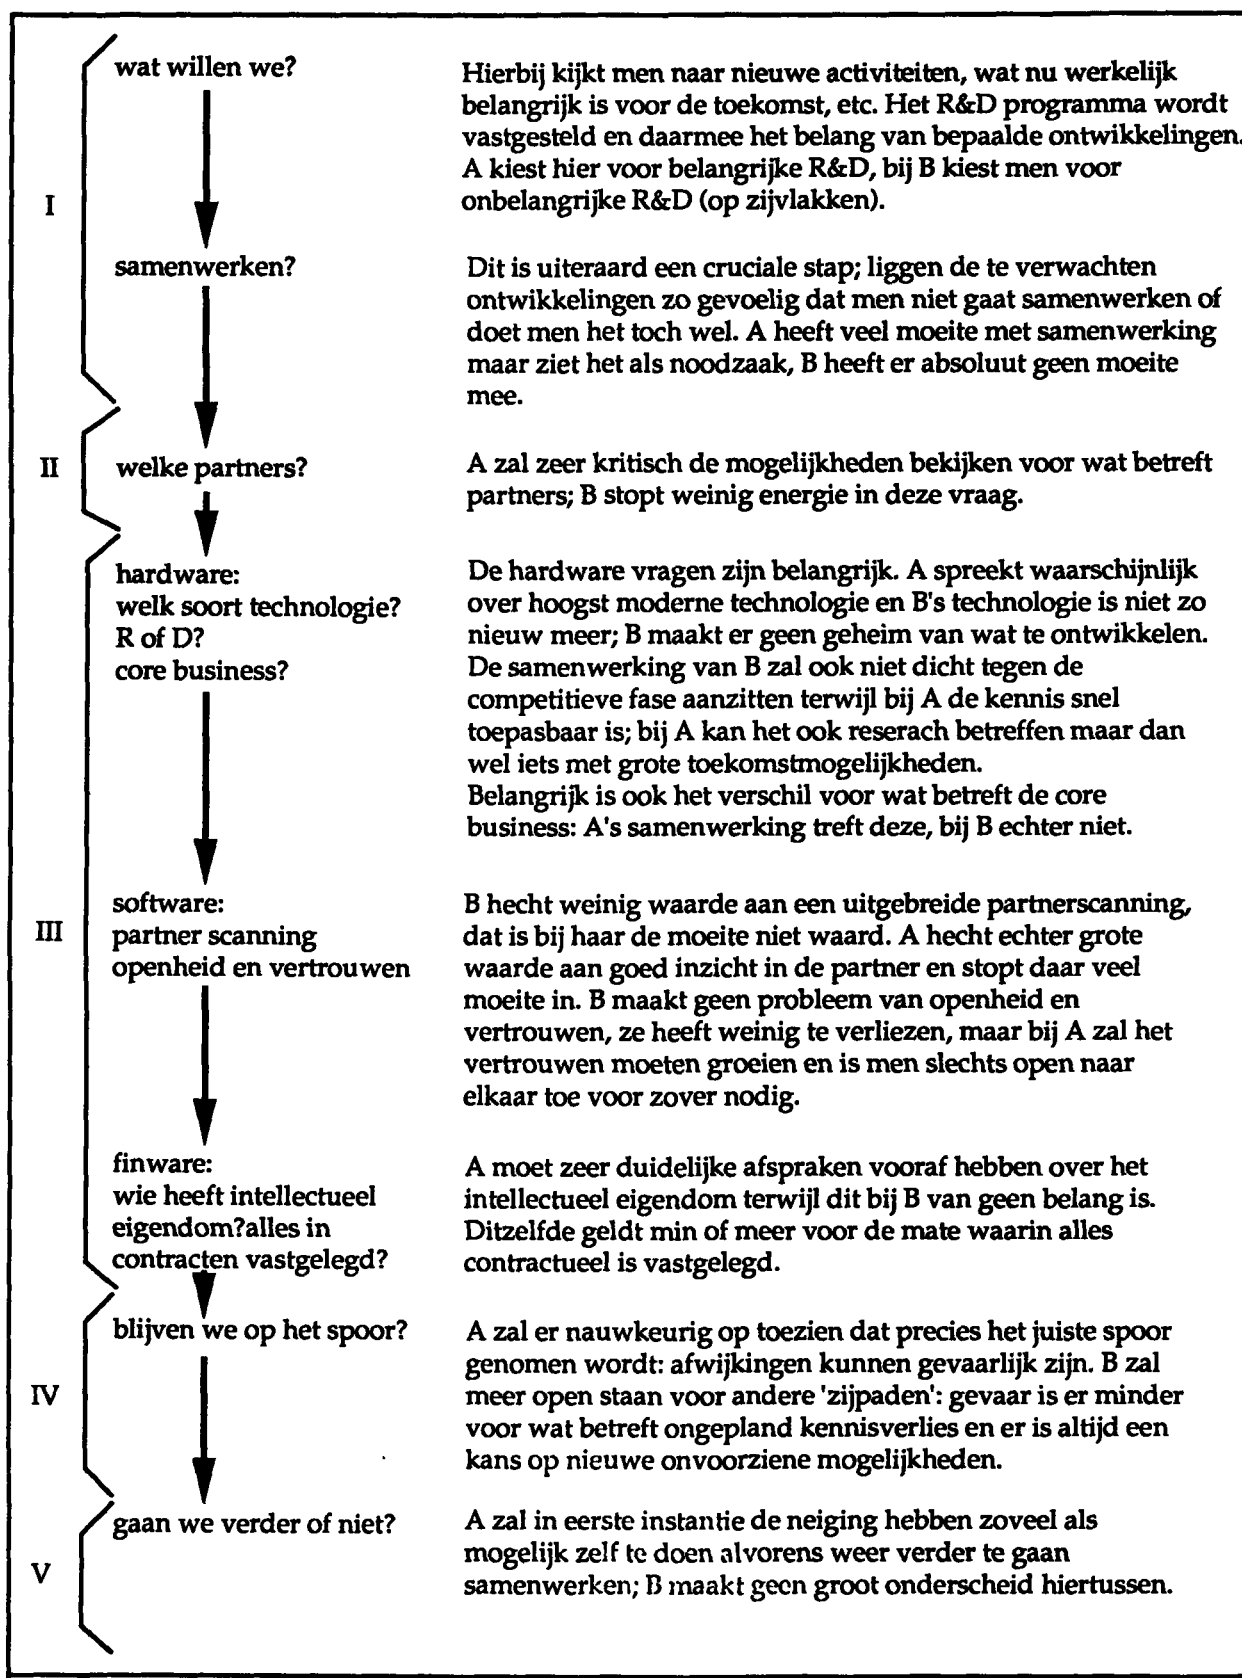 I
wat willen we?
Hierbij kijkt men naar nieuwe activiteiten, wat nu werkelijk
belangrijk is voor de toekomst, etc. Het R&D programma wordt
vastgesteld en daarmee het belang van bepaalde ontwikkelingen.
A kiest hier voor belangrijke R&D, bij B kiest men voor
onbelangrijke R&D (op zijvlakken).
samenwerken?
Dit is uiteraard een cruciale stap; liggen de te verwachten
ontwikkelingen zo gevoelig dat men niet gaat samenwerken of
doet men het toch wel. A heeft veel moeite met samenwerking
maar ziet het als noodzaak, B heeft er absoluut geen moeite
mee.
II
welke partners?
A zal zeer kritisch de mogelijkheden bekijken voor wat betreft
partners; B stopt weinig energie in deze vraag.
III
hardware:
welk soort technologie?
R of D?
core business?
De hardware vragen zijn belangrijk. A spreekt waarschijnlijk
over hoogst moderne technologie en B's technologie is niet zo
nieuw meer; B maakt er geen geheim van wat te ontwikkelen.
De samenwerking van B zal ook niet dicht tegen de
competitieve fase aanzitten terwijl bij A de kennis snel
toepasbaar is; bij A kan het ook reserach betreffen maar dan
wel iets met grote toekomstmogelijkheden.
Belangrijk is ook het verschil voor wat betreft de core
business: A's samenwerking treft deze, bij B echter niet.
software:
partner scanning
openheid en vertrouwen
B hecht weinig waarde aan een uitgebreide partnerscanning,
dat is bij haar de moeite niet waard. A hecht echter grote
waarde aan goed inzicht in de partner en stopt daar veel
moeite in. B maakt geen probleem van openheid en
vertrouwen, ze heeft weinig te verliezen, maar bij A zal het
vertrouwen moeten groeien en is men slechts open naar
elkaar toe voor zover nodig.
finware:
wie heeft intellectueel
eigendom?alles in
contracten vastgelegd?
A moet zeer duidelijke afspraken vooraf hebben over het
intellectueel eigendom terwijl dit bij B van geen belang is.
Ditzelfde geldt min of meer voor de mate waarin alles
contractueel is vastgelegd.
IV
blijven we op het spoor?
A zal er nauwkeurig op toezien dat precies het juiste spoor
genomen wordt: afwijkingen kunnen gevaarlijk zijn. B zal
meer open staan voor andere 'zijpaden': gevaar is er minder
voor wat betreft ongepland kennisverlies en er is altijd een
kans op nieuwe onvoorziene mogelijkheden.
V
gaan we verder of niet?
A zal in eerste instantie de neiging hebben zoveel als
mogelijk zelf te doen alvorens weer verder te gaan
samenwerken; B maakt geen groot onderscheid hiertussen.